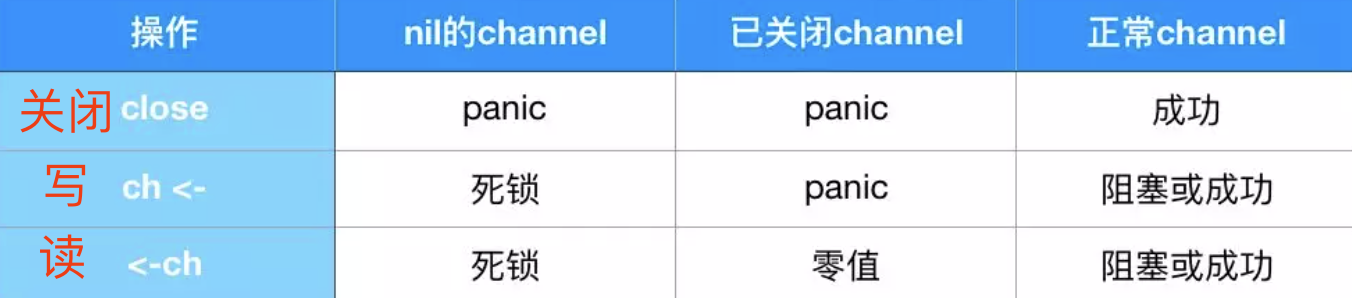 操作 nil的channel 已关闭channel 正常channel
关闭 close panic panic 成功
写 ch <- 死锁 panic 阻塞或成功
读 <-ch 死锁 零值 阻塞或成功